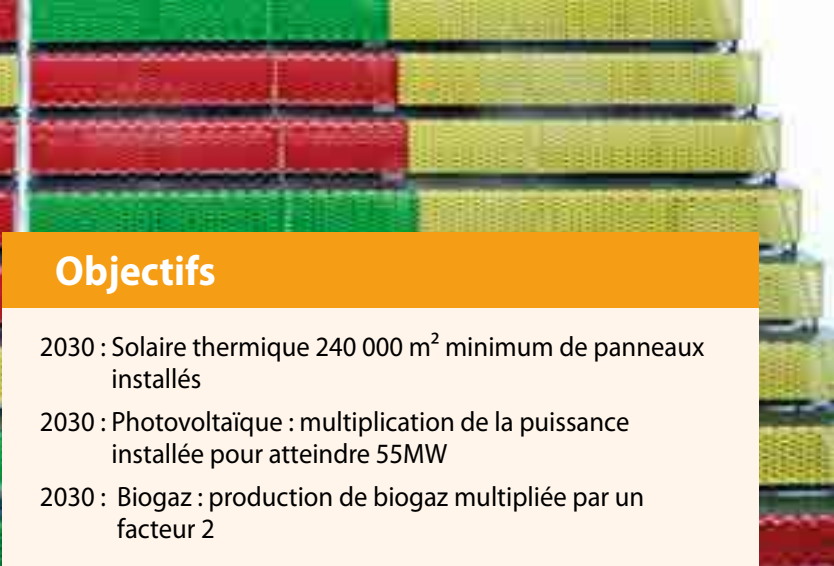 Objectifs
2030 : Solaire thermique 240 000 m² minimum de panneaux
installés
2030 : Photovoltaïque : multiplication de la puissance
installée pour atteindre 55MW
2030 : Biogaz : production de biogaz multipliée par un
facteur 2